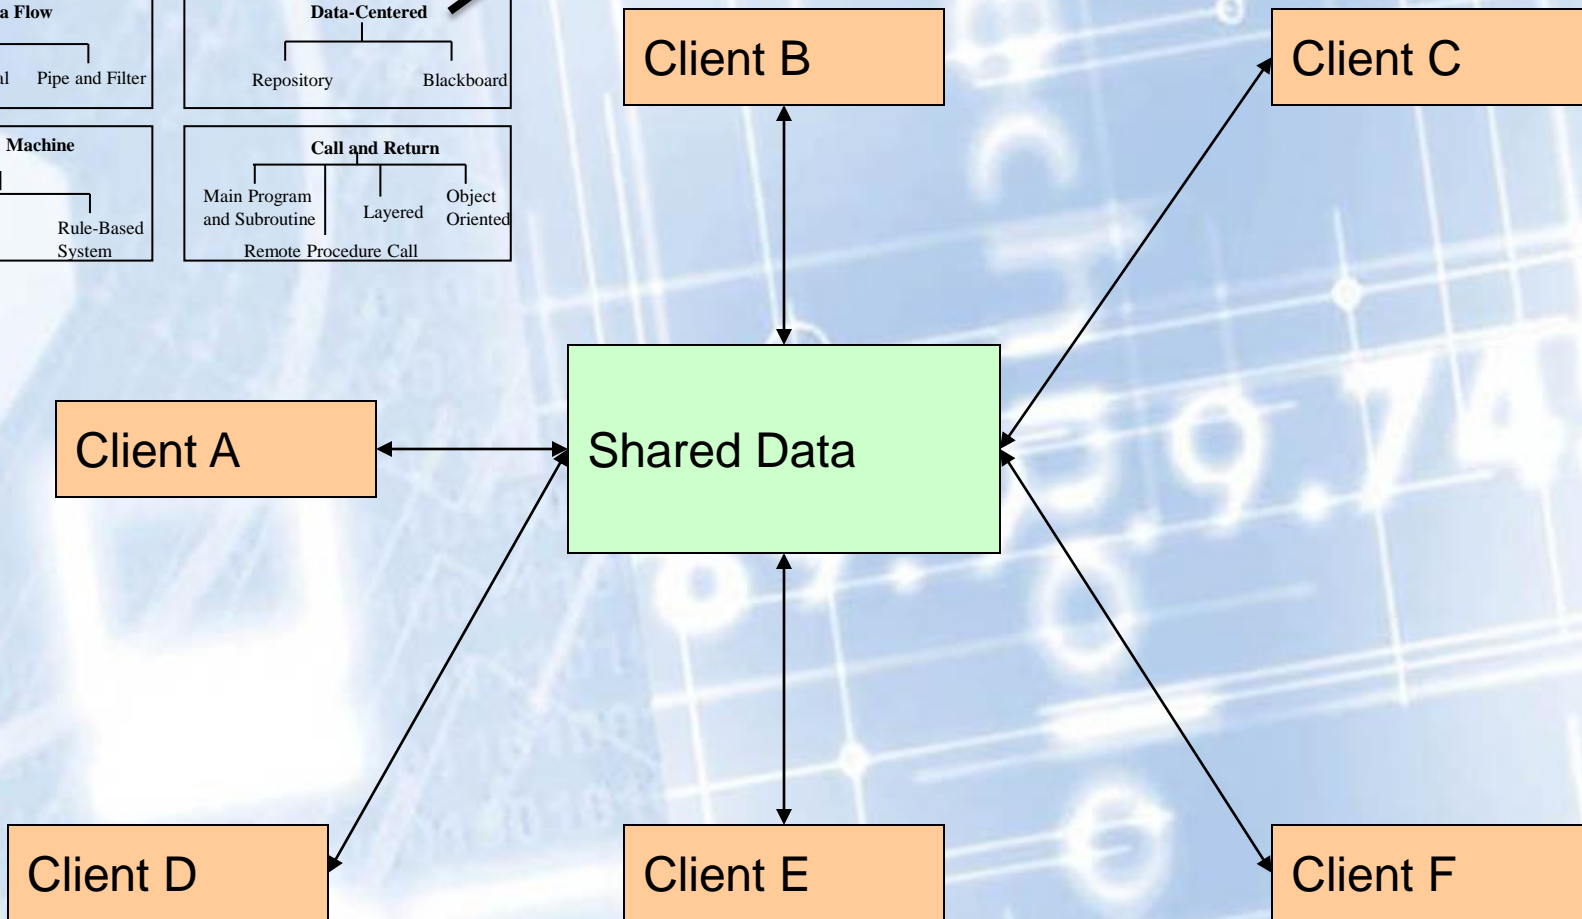 a Flow
al Pipe and Filter
Data-Centered
Repository Blackboard
Machine
Rule-Based
System
Call and Return
Main Program
and Subroutine
Layered
Object
Oriented
Remote Procedure Call
Client B
Client C
Client A
Shared Data
Client D
Client E
Client F